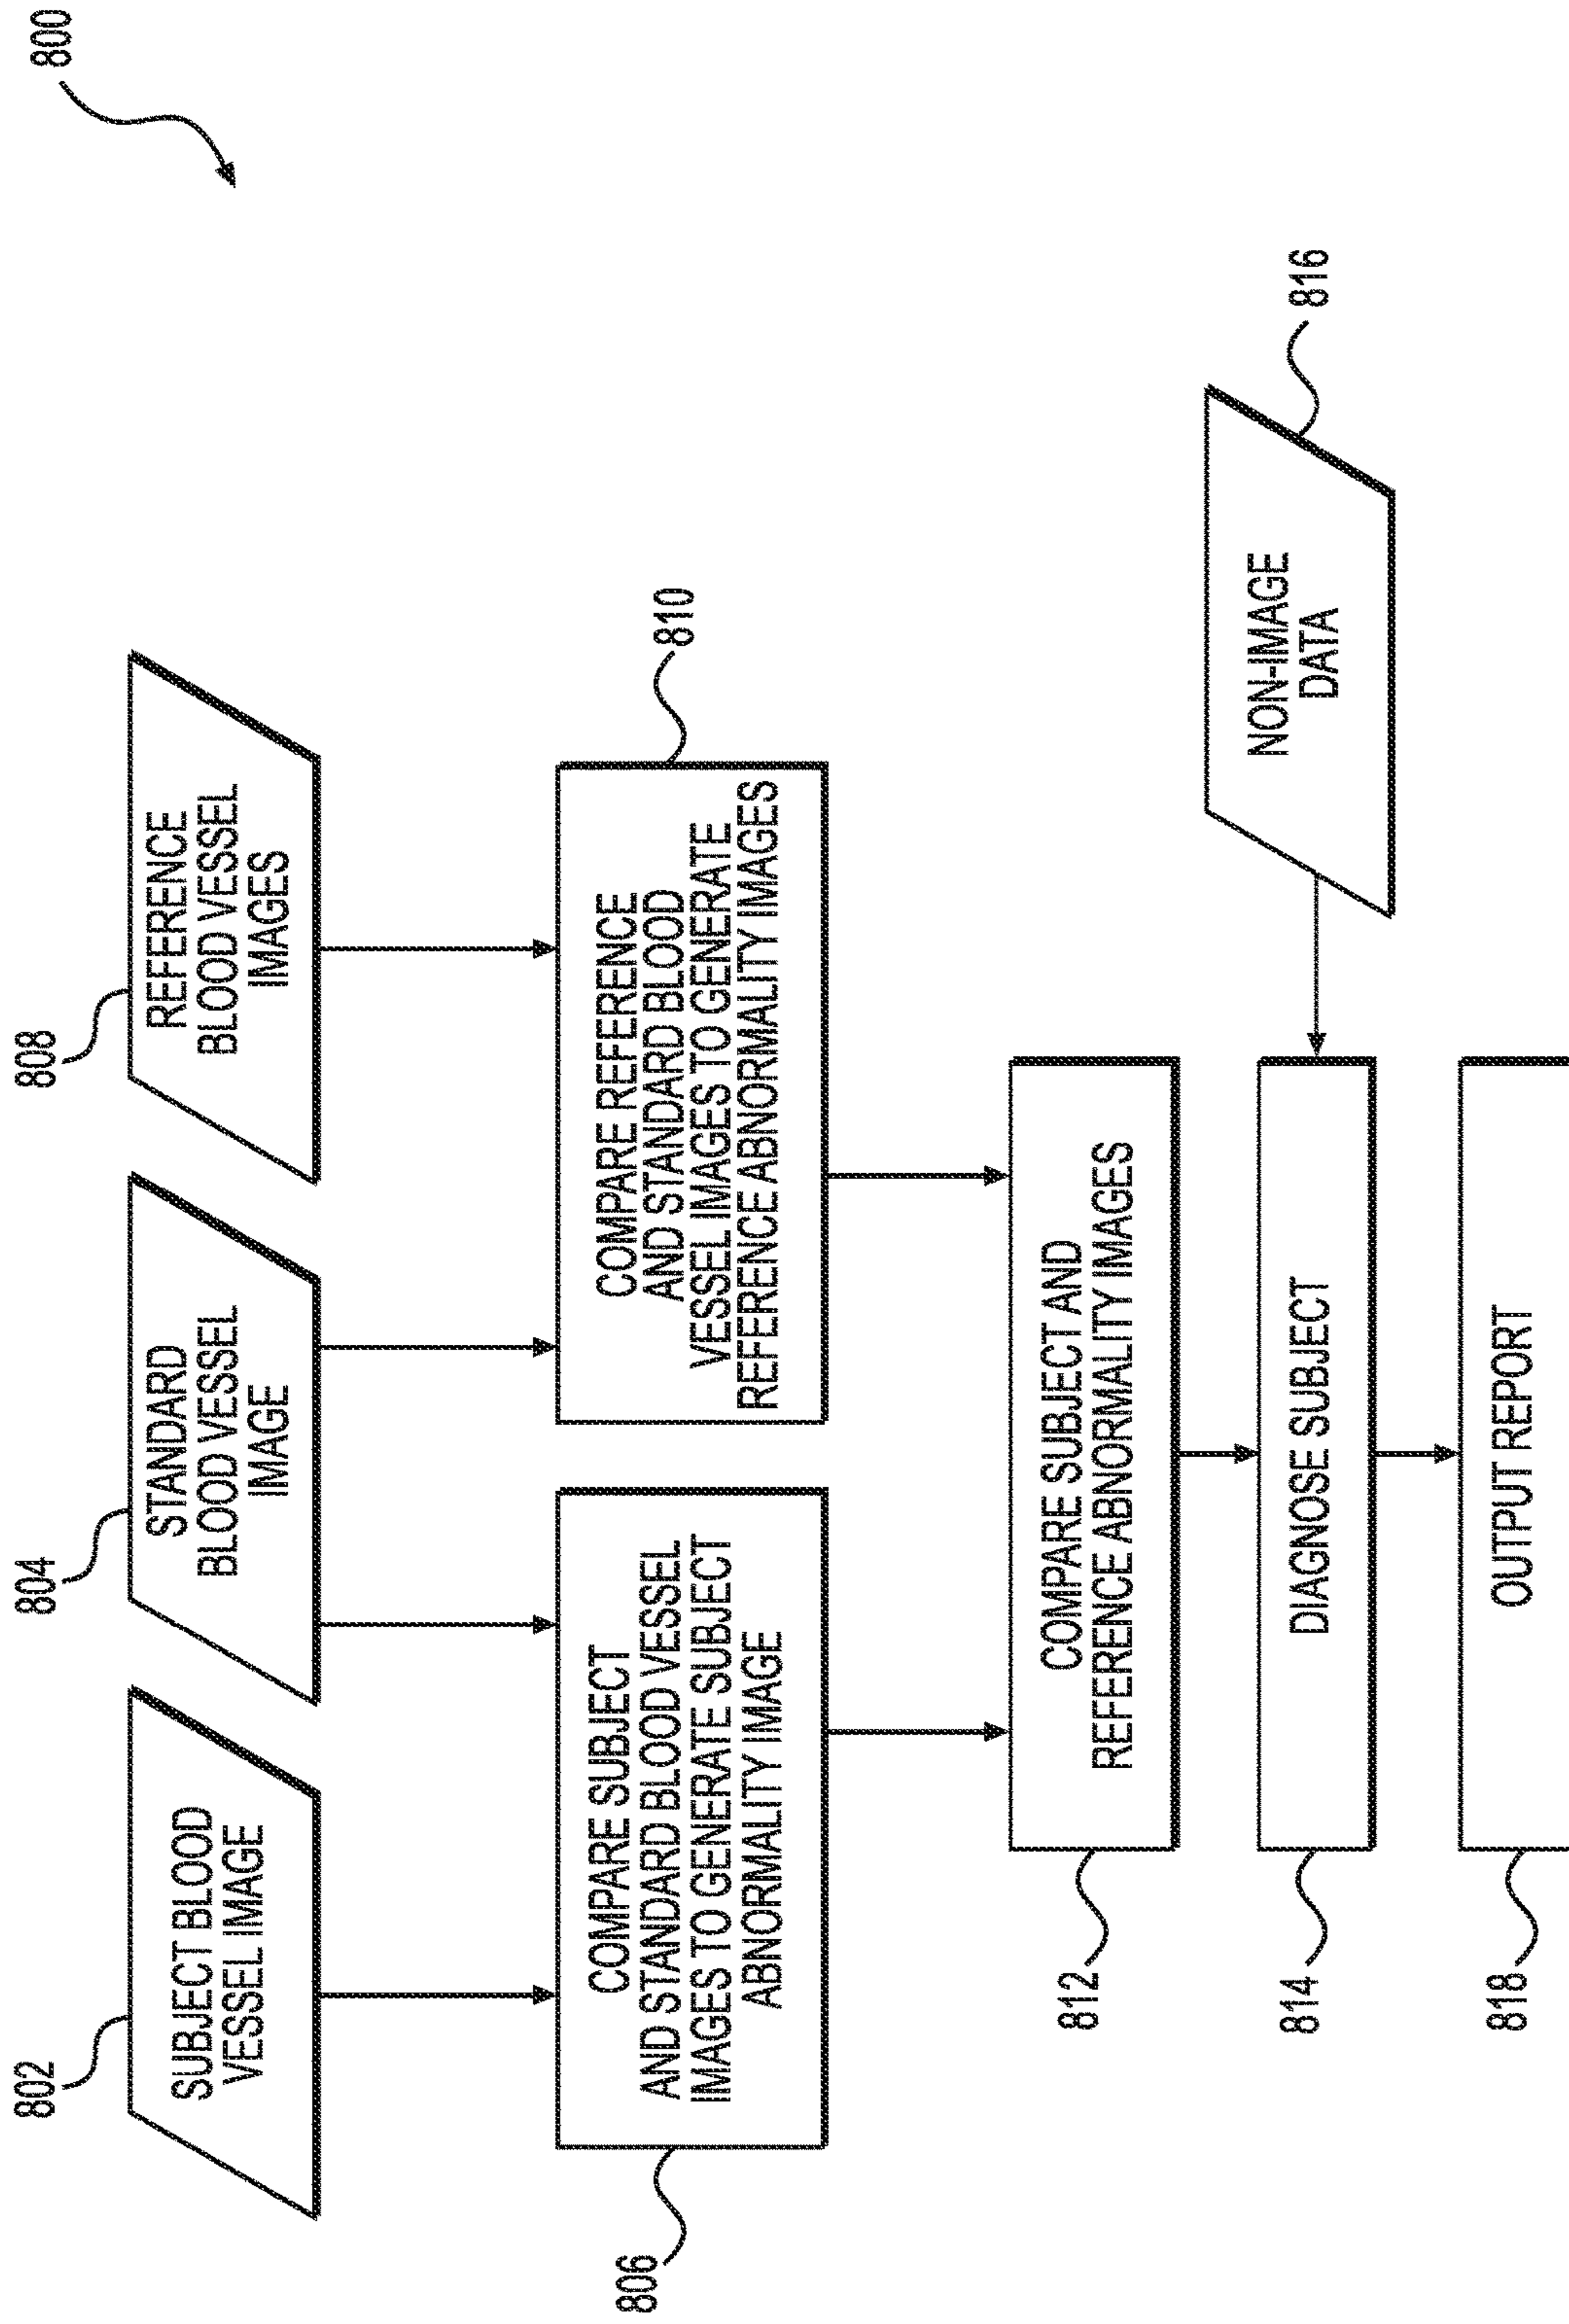 800
802
SUBJECT BLOOD
VESSEL IMAGE
804
STANDARD
BLOOD VESSEL
IMAGE
808
REFERENCE
BLOOD VESSEL
IMAGES
806
COMPARE SUBJECT
AND STANDARD BLOOD VESSEL
IMAGES TO GENERATE SUBJECT
ABNORMALITY IMAGE
810
COMPARE REFERENCE
AND STANDARD BLOOD
VESSEL IMAGES TO GENERATE
REFERENCE ABNORMALITY IMAGES
812
COMPARE SUBJECT AND
REFERENCE ABNORMALITY IMAGES
814
DIAGNOSE SUBJECT
816
NON-IMAGE
DATA
818
OUTPUT REPORT